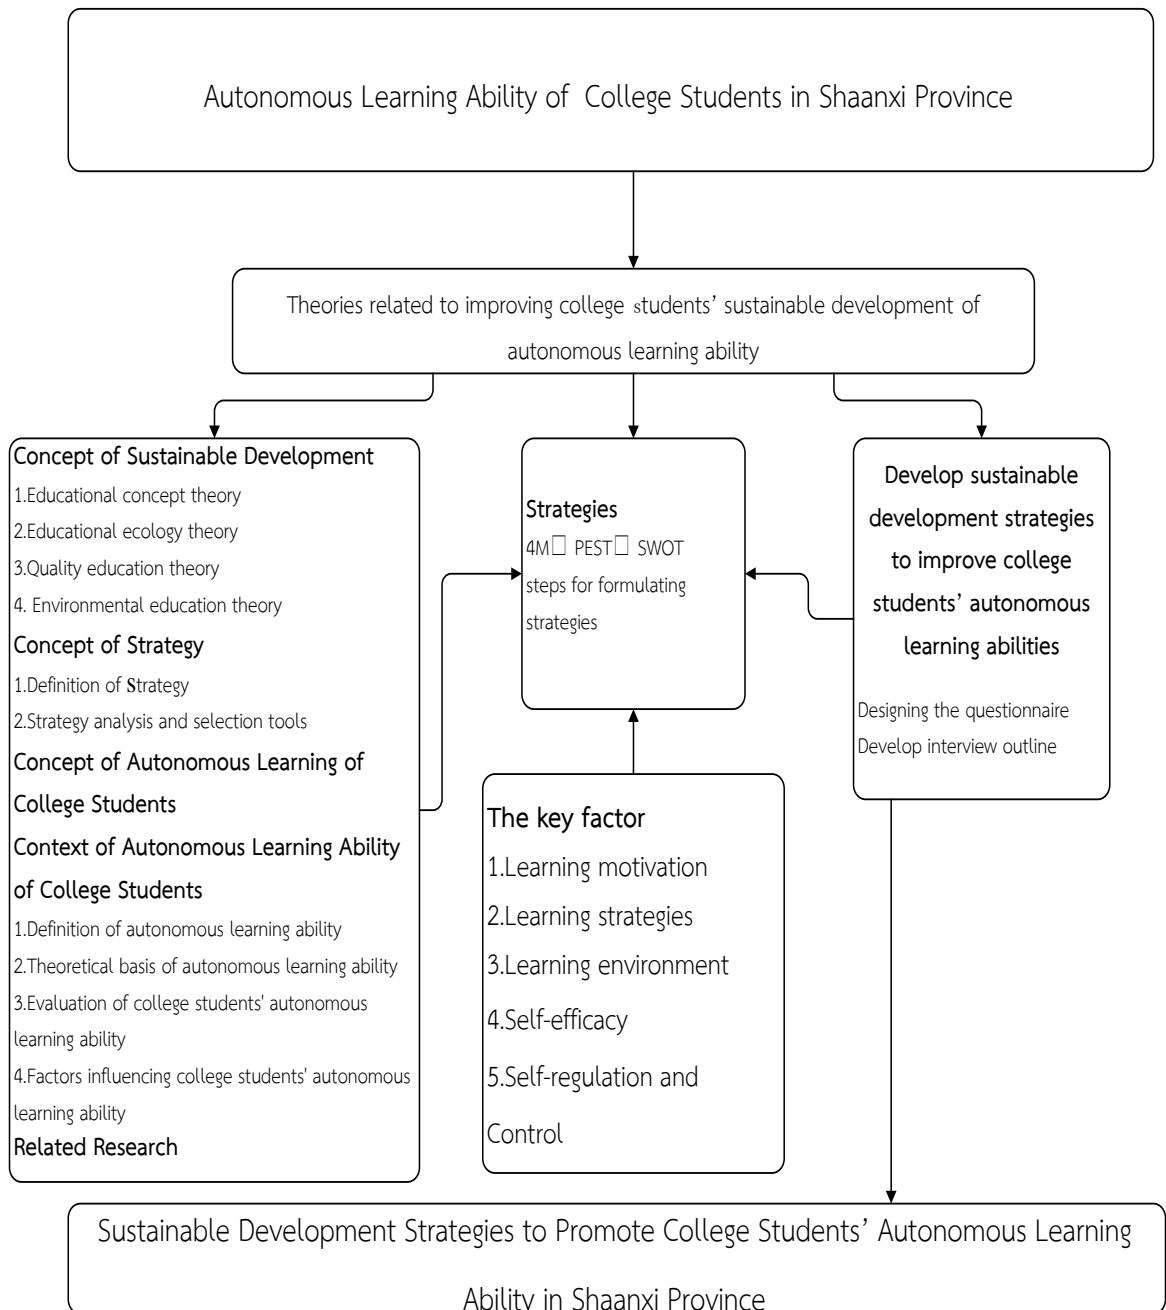 Autonomous Learning Ability of College Students in Shaanxi Province
Theories related to improving college students’ sustainable development of
autonomous learning ability
Concept of Sustainable Development
1.Educational concept theory
2.Educational ecology theory
3.Quality education theory
4. Environmental education theory
Concept of Strategy
1.Definition of Strategy
2.Strategy analysis and selection tools
Concept of Autonomous Learning of
College Students
Context of Autonomous Learning Ability
of College Students
1.Definition of autonomous learning ability
2.Theoretical basis of autonomous learning ability
3.Evaluation of college students' autonomous
learning ability
4.Factors influencing college students' autonomous
learning ability
Related Research
Strategies
4M□ PEST□ SWOT
steps for formulating
strategies
The key factor
1.Learning motivation
2.Learning strategies
3.Learning environment
4.Self-efficacy
5.Self-regulation and
Control
Develop sustainable
development strategies
to improve college
students’ autonomous
learning abilities
Designing the questionnaire
Develop interview outline
Sustainable Development Strategies to Promote College Students’ Autonomous Learning
Ability in Shaanxi Province